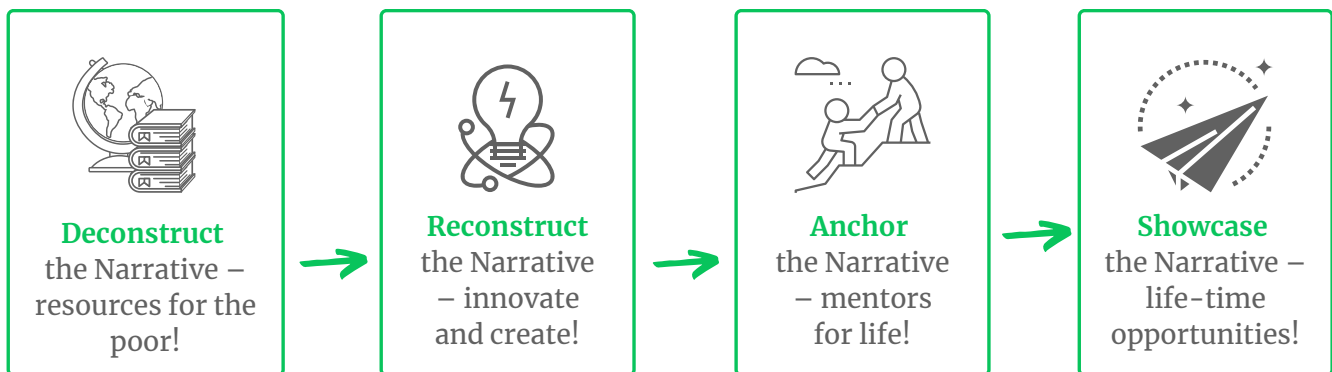 Deconstruct
the Narrative –
resources for the
poor!
Reconstruct
the Narrative
– innovate
and create!
Anchor
the Narrative
– mentors
for life!
Showcase
the Narrative –
life-time
opportunities!